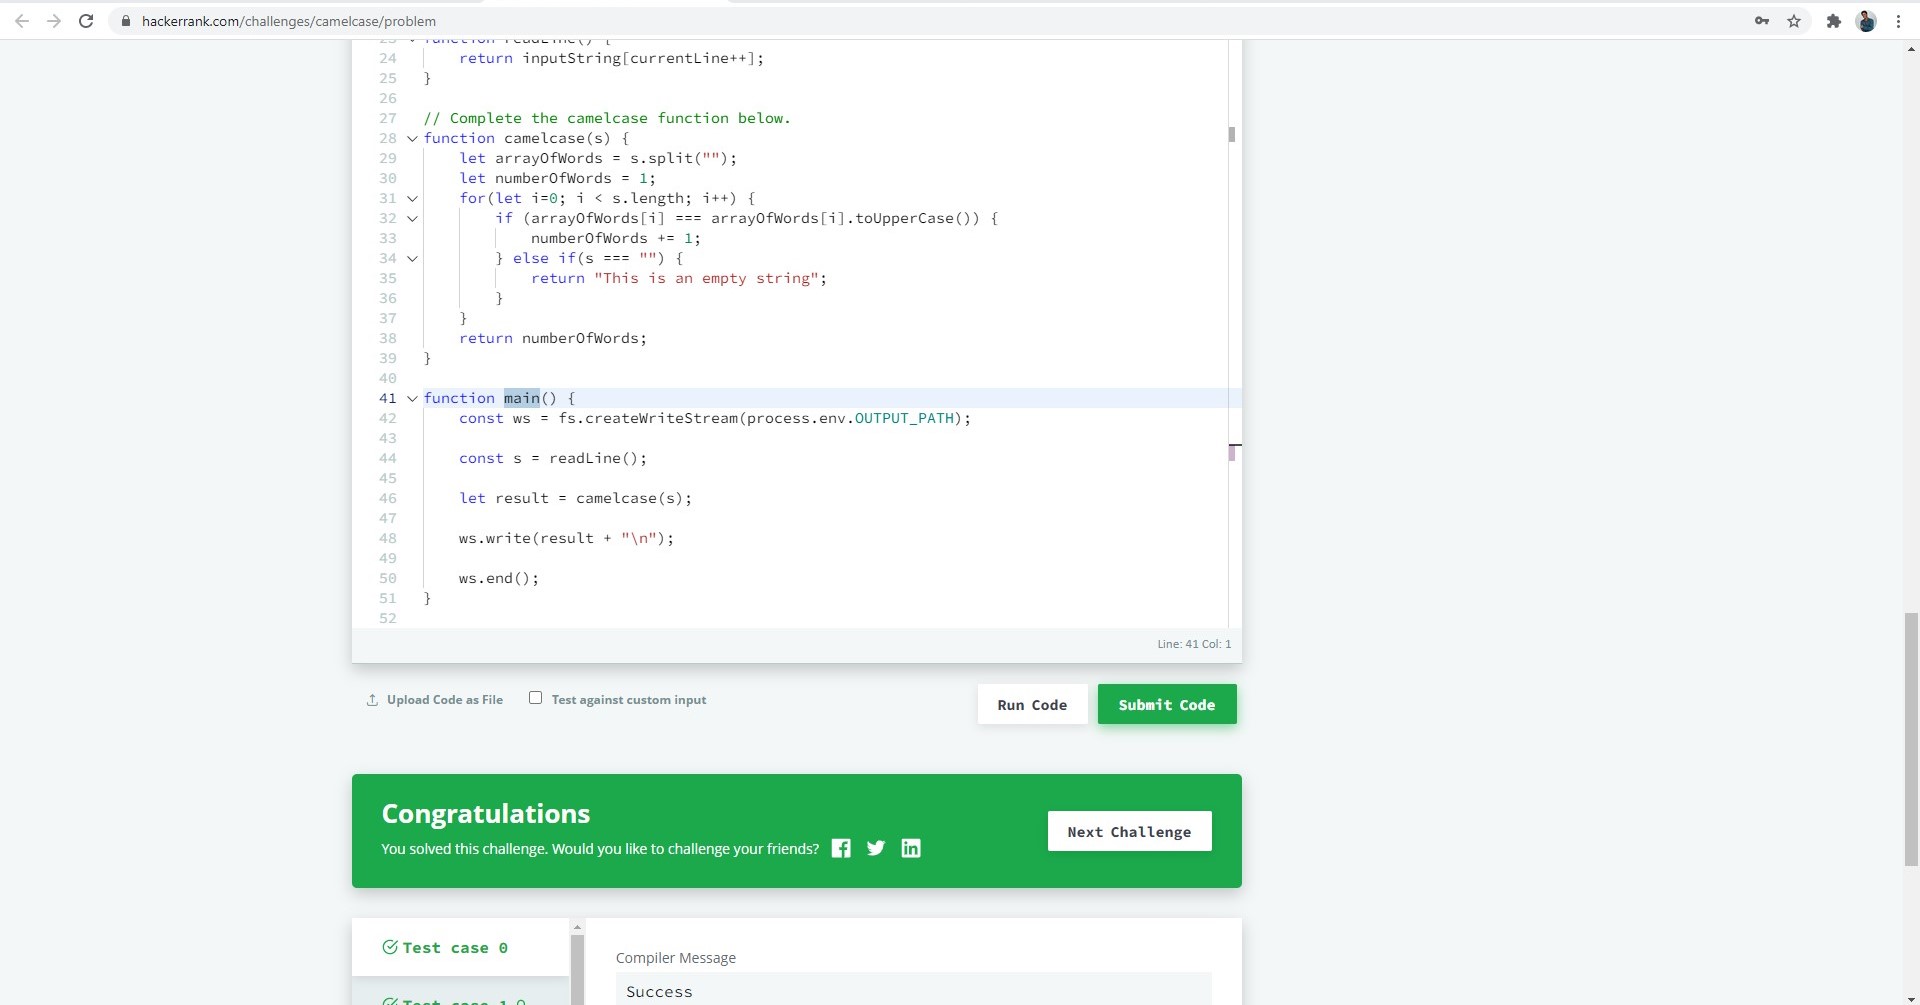 hackerrank.com/challenges/camelcase/problem
23 function readLine() {
24 return inputString[currentLine++];
25 }
26
27 // Complete the camelcase function below.
28 function camelcase(s) {
29 let arrayOfWords = s.split("");
30 let numberOfWords = 1;
31 for(let i=0; i < s.length; i++) {
32 if (arrayOfWords[i] === arrayOfWords[i].toUpperCase()) {
33 numberOfWords += 1;
34 } else if(s === "") {
35 return "This is an empty string";
36 }
37 }
38 return numberOfWords;
39 }
40
41 function main() {
42 const ws = fs.createWriteStream(process.env.OUTPUT_PATH);
43
44 const s = readLine();
45
46 let result = camelcase(s);
47
48 ws.write(result + "\n");
49
50 ws.end();
51 }
52
Line: 41 Col: 1
Upload Code as File Test against custom input Run Code Submit Code
Congratulations
You solved this challenge. Would you like to challenge your friends?
Next Challenge
Test case 0
Compiler Message
Success
Test case 1